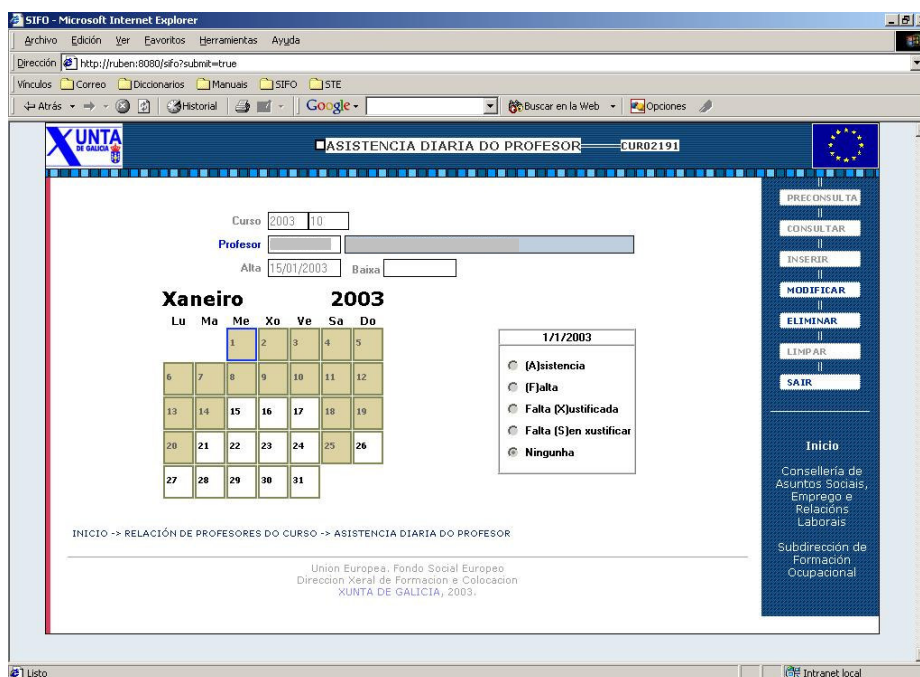 SIFO - Microsoft Internet Explorer
Archivo Edición Ver Favoritos Herramientas Ayuda
Dirección http://ruben:8080/sifo?submit=true
Vínculos Correo Diccionarios Manuais SIFO STE
Atrás Historial Google Buscar en la Web Opciones
XUNTA DE GALICIA
ASISTENCIA DIARIA DO PROFESOR CUR02191
PRECONSULTA
CONSULTAR
INSERIR
MODIFICAR
ELIMINAR
LIMPAR
SAIR
Curso 2003 10
Profesor
Alta 15/01/2003 Baixa
Xaneiro 2003
Lu Ma Me Xo Ve Sa Do
1 2 3 4 5
6 7 8 9 10 11 12
13 14 15 16 17 18 19
20 21 22 23 24 25 26
27 28 29 30 31
1/1/2003
(A)sistencia
(F)alta
Falta (X)ustificada
Falta (S)en xustificar
Ningunha
Inicio
Consellería de
Asuntos Sociais,
Emprego e
Relacións
Laborais
Subdirección de
Formación
Ocupacional
INICIO -> RELACIÓN DE PROFESORES DO CURSO -> ASISTENCIA DIARIA DO PROFESOR
Union Europea. Fondo Social Europeo
Direccion Xeral de Formacion e Colocacion
XUNTA DE GALICIA, 2003.
Listo
Intranet local